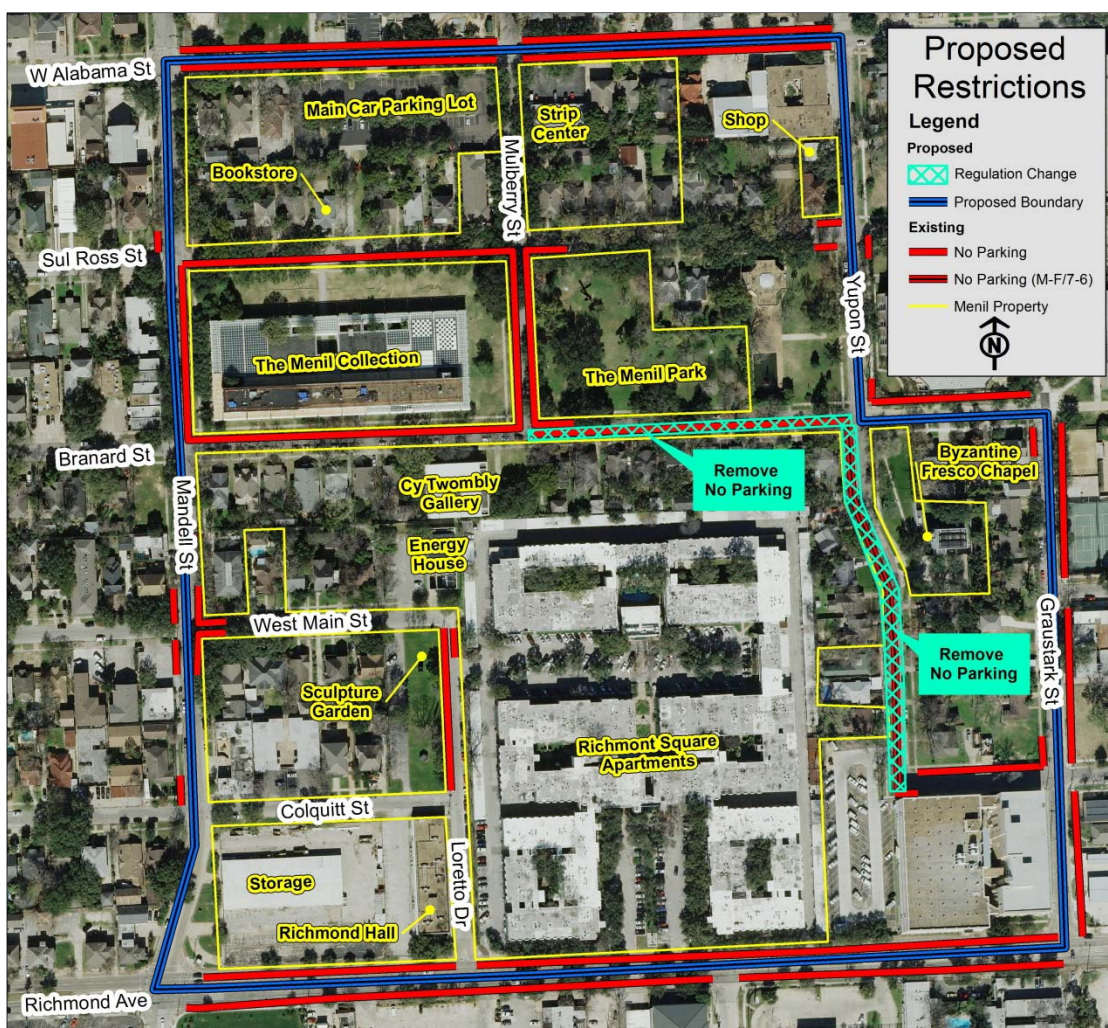 Proposed
Restrictions
Legend
Proposed
Regulation Change
Proposed Boundary
Existing
No Parking
No Parking (M-F/7-6)
Menil Property
N
W Alabama St
Main Car Parking Lot
Strip
Center
Shop
Mulberry St
Bookstore
Sul Ross St
Yupon St
The Menil Collection
The Menil Park
Branard St
Mandell St
Cy Twombly
Gallery
Remove
No Parking
Byzantine
Fresco Chapel
Energy
House
West Main St
Remove
No Parking
Graustark St
Sculpture
Garden
Richmont Square
Apartments
Colquitt St
Loretto Dr
Storage
Richmond Hall
Richmond Ave